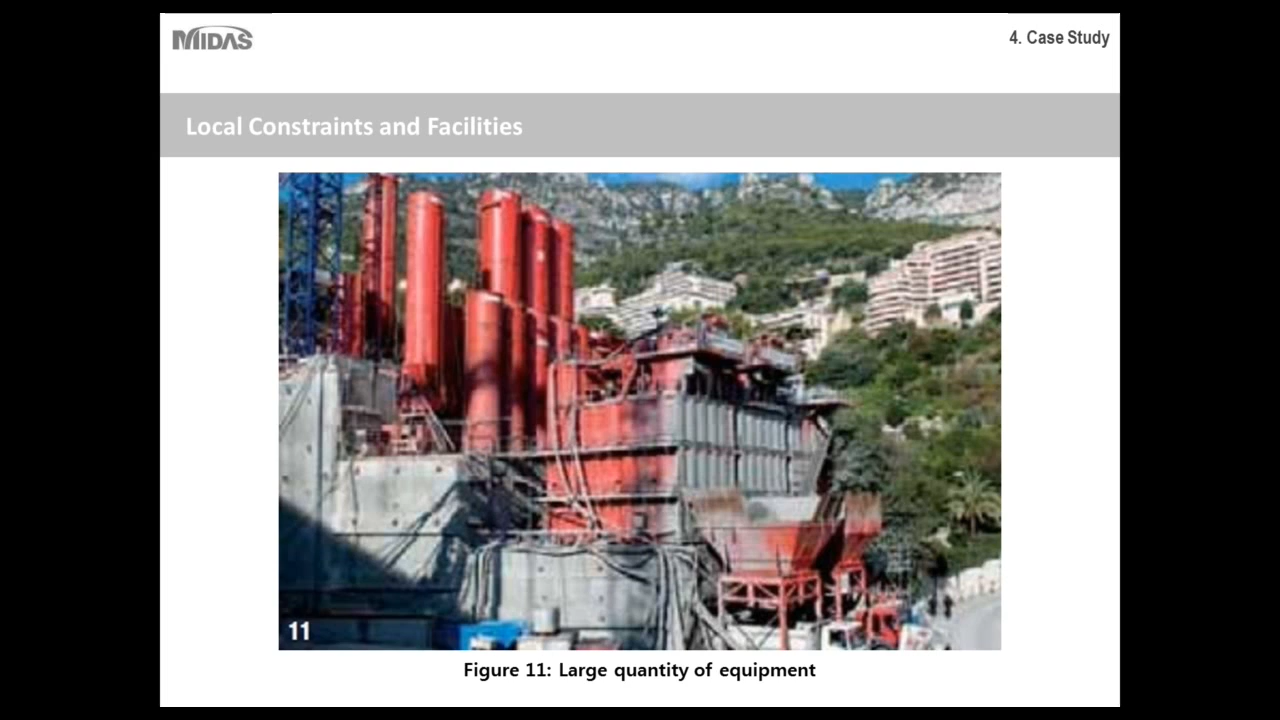 MIDAS
4. Case Study
Local Constraints and Facilities
11
Figure 11: Large quantity of equipment